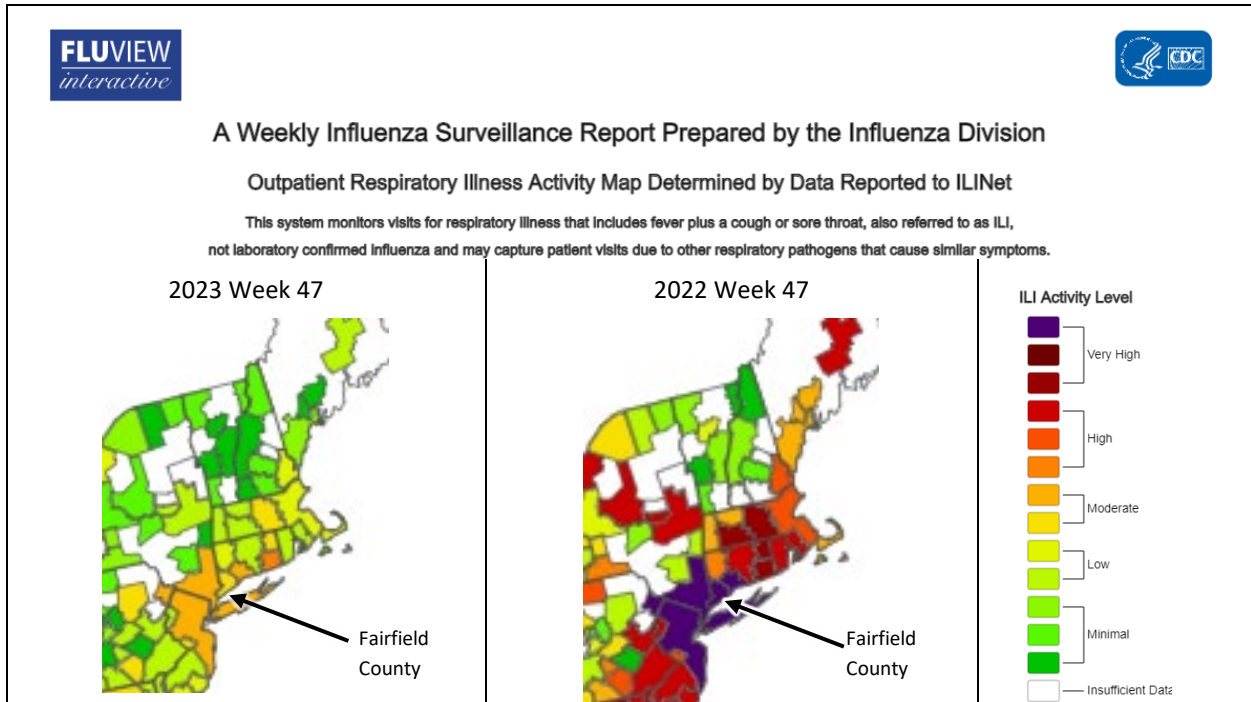 FLUVIEW
interactive
CDC
A Weekly Influenza Surveillance Report Prepared by the Influenza Division
Outpatient Respiratory Illness Activity Map Determined by Data Reported to ILINet
This system monitors visits for respiratory illness that includes fever plus a cough or sore throat, also referred to as ILI,
not laboratory confirmed influenza and may capture patient visits due to other respiratory pathogens that cause similar symptoms.
2023 Week 47
Fairfield
County
2022 Week 47
Fairfield
County
ILI Activity Level
Very High
High
Moderate
Low
Minimal
Insufficient Data